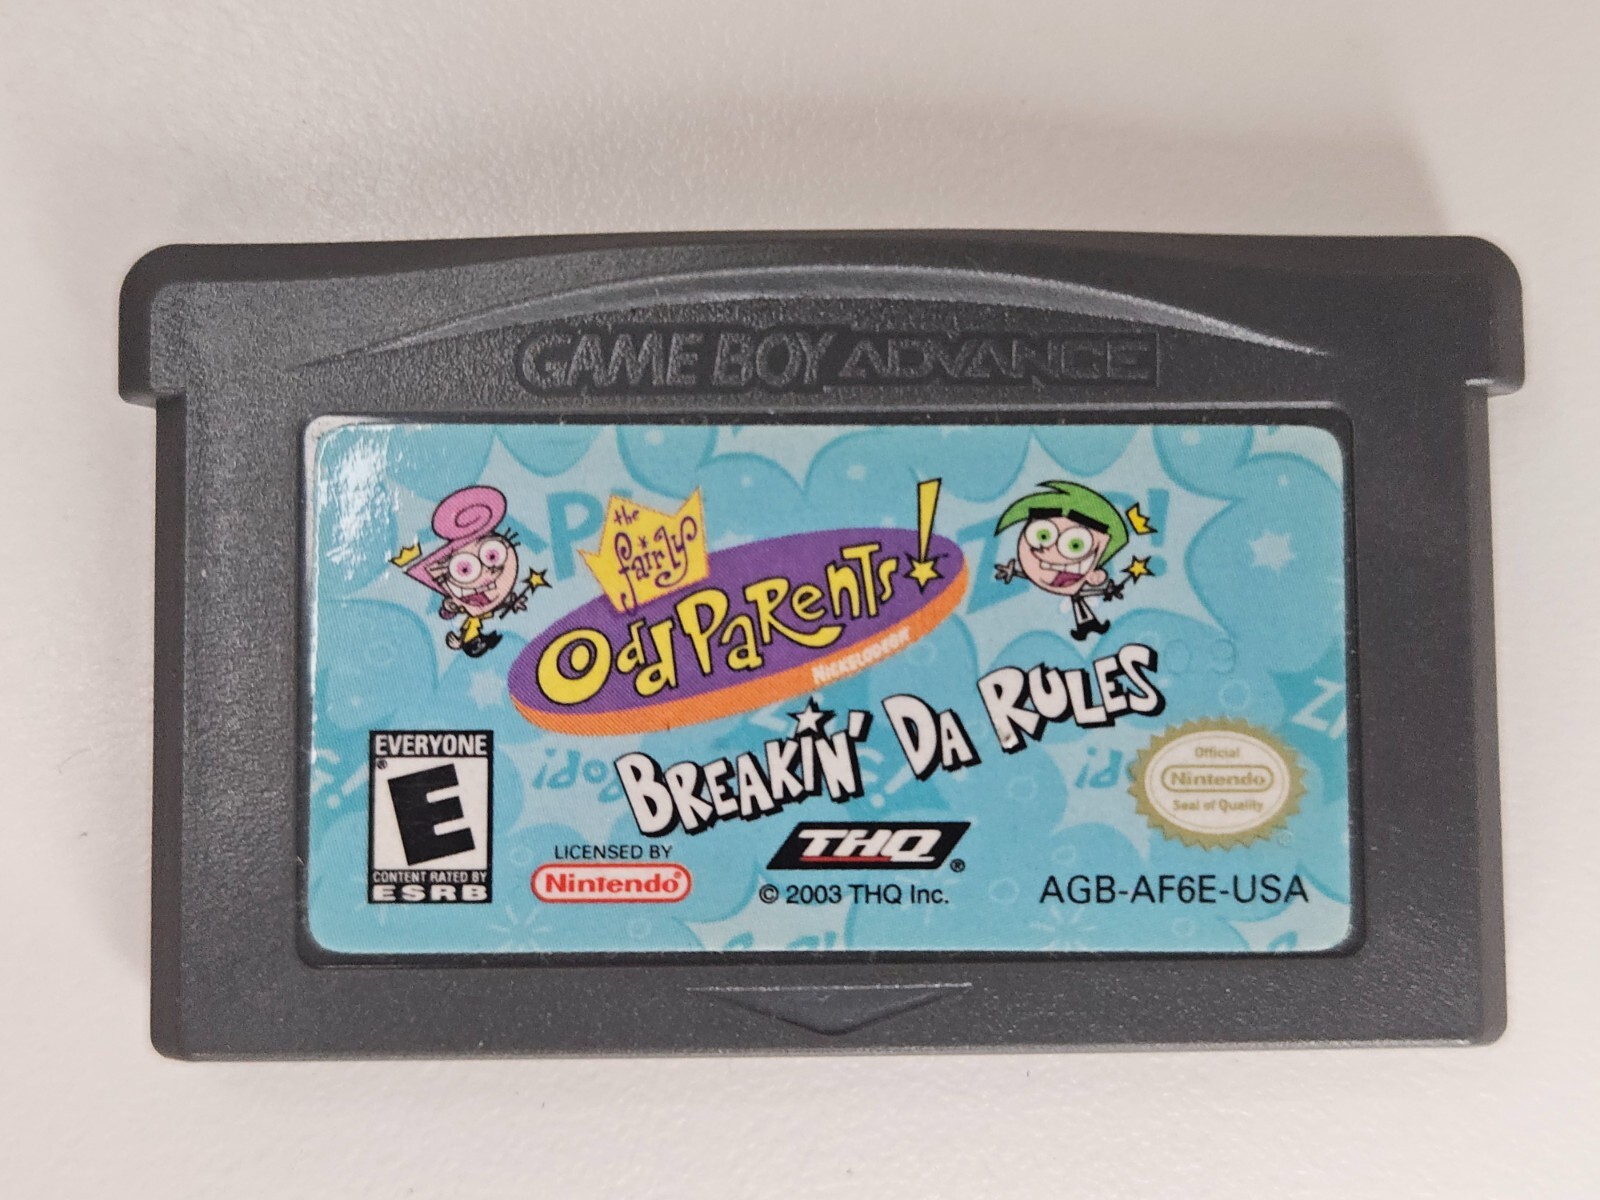 GAME BOY ADVANCE
the
fairly
OddParents!
NICKELODEON
BREAKIN' DA RULES
EVERYONE
E
CONTENT RATED BY
ESRB
LICENSED BY
Nintendo®
THQ®
© 2003 THQ Inc.
Official
Nintendo
Seal of Quality
AGB-AF6E-USA